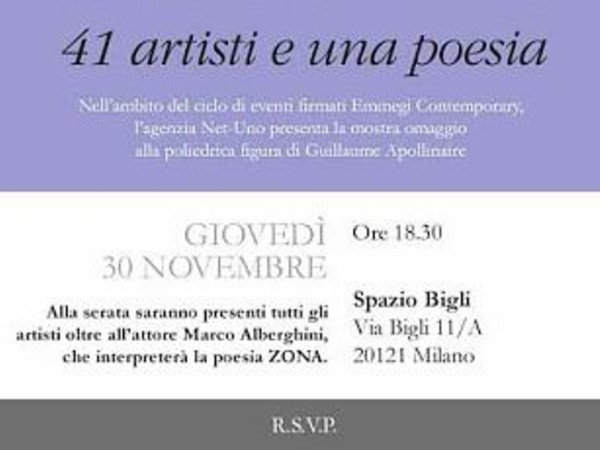 41 artisti e una poesia
Nell'ambito del ciclo di eventi firmati Emmegi Contemporary,
l'agenzia Net-Uno presenta la mostra omaggio
alla poliedrica figura di Guillaume Apollinaire
GIOVEDÌ
30 NOVEMBRE
Ore 18.30
Alla serata saranno presenti tutti gli
artisti oltre all'attore Marco Alberghini,
che interpreterà la poesia ZONA.
Spazio Bigli
Via Bigli 11/A
20121 Milano
R.S.V.P.